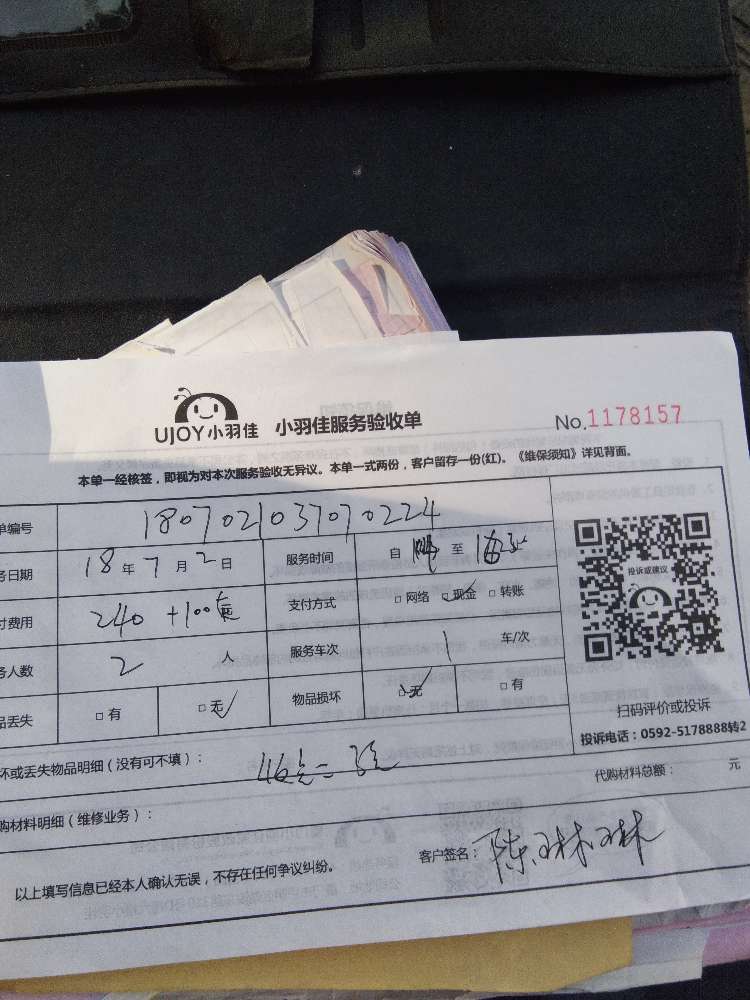 UJOY小羽佳 小羽佳服务验收单
No.1178157
本单一经核签,即视为对本次服务验收无异议。本单一式两份,客户留存一份(红)。《维保须知》详见背面。
单编号 1807021037070224
务日期 18年7月2日 服务时间 自 至
付费用 240+100 支付方式 □网络 ☑现金 □转账
务人数 2 人 服务车次 1 车/次
品丢失 □有 ☑无 物品损坏 □无 □有
投诉或建议
扫码评价或投诉
投诉电话:0592-5178888转2
坏或丢失物品明细(没有可不填):
代购材料总额: 元
购材料明细(维修业务):
以上填写信息已经本人确认无误,不存在任何争议纠纷。
客户签名:陈琳琳